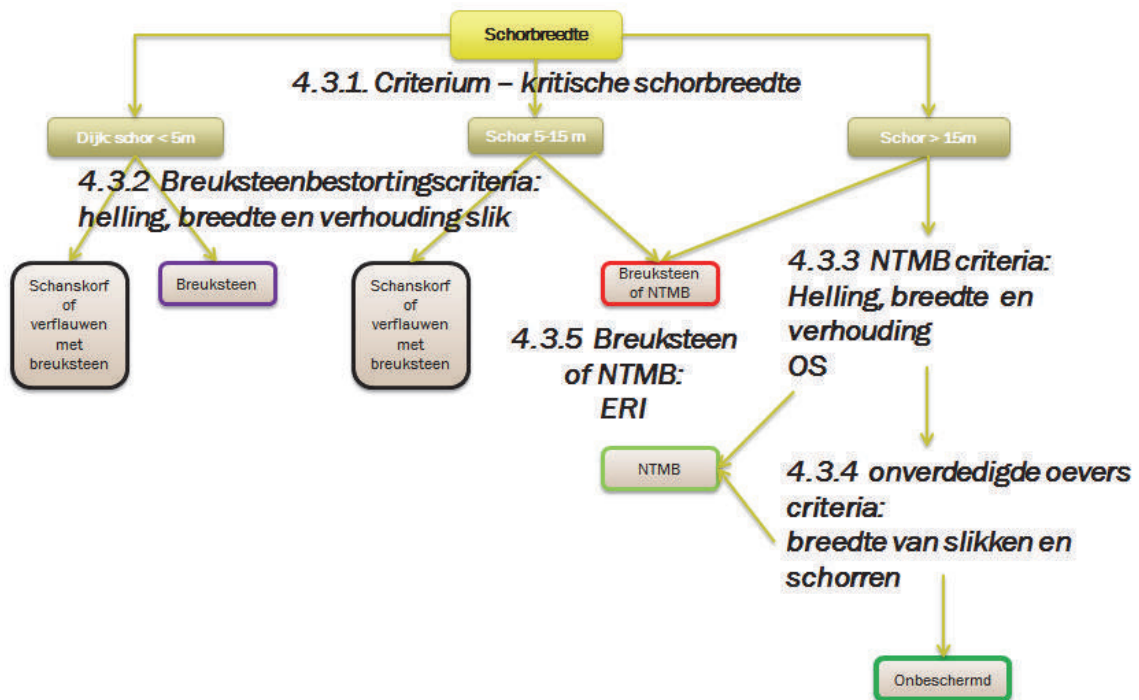 Schorbreedte
4.3.1. Criterium – kritische schorbreedte
Dijk: schor < 5m
Schor 5-15 m
Schor > 15m
4.3.2 Breuksteenbestortingscriteria:
helling, breedte en verhouding slik
Schanskorf
of
verflauwen
met
breuksteen
Breuksteen
Schanskorf
of
verflauwen
met
breuksteen
Breuksteen
of NTMB
4.3.3 NTMB criteria:
Helling, breedte en
verhouding
OS
4.3.5 Breuksteen
of NTMB:
ERI
NTMB
4.3.4 onverdedigde oevers
criteria:
breedte van slikken en
schorren
Onbeschermd